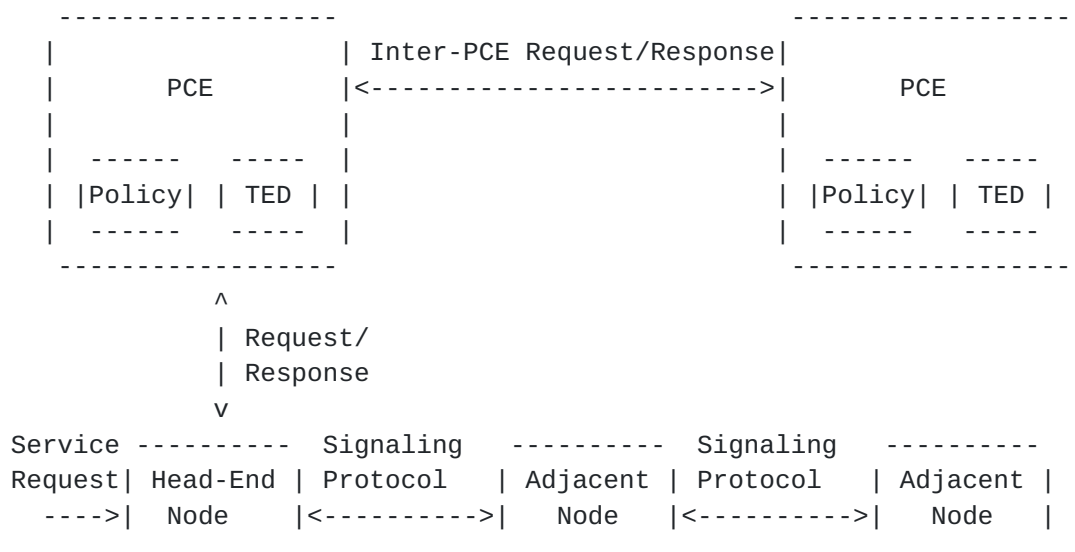 Inter-PCE Request/Response
PCE <--------------------------> PCE
|Policy| | TED | |Policy| | TED |
^
| Request/
| Response
v
Service ---------- Signaling ---------- Signaling ----------
Request| Head-End | Protocol | Adjacent | Protocol | Adjacent |
---->| Node |<---------->| Node |<---------->| Node |